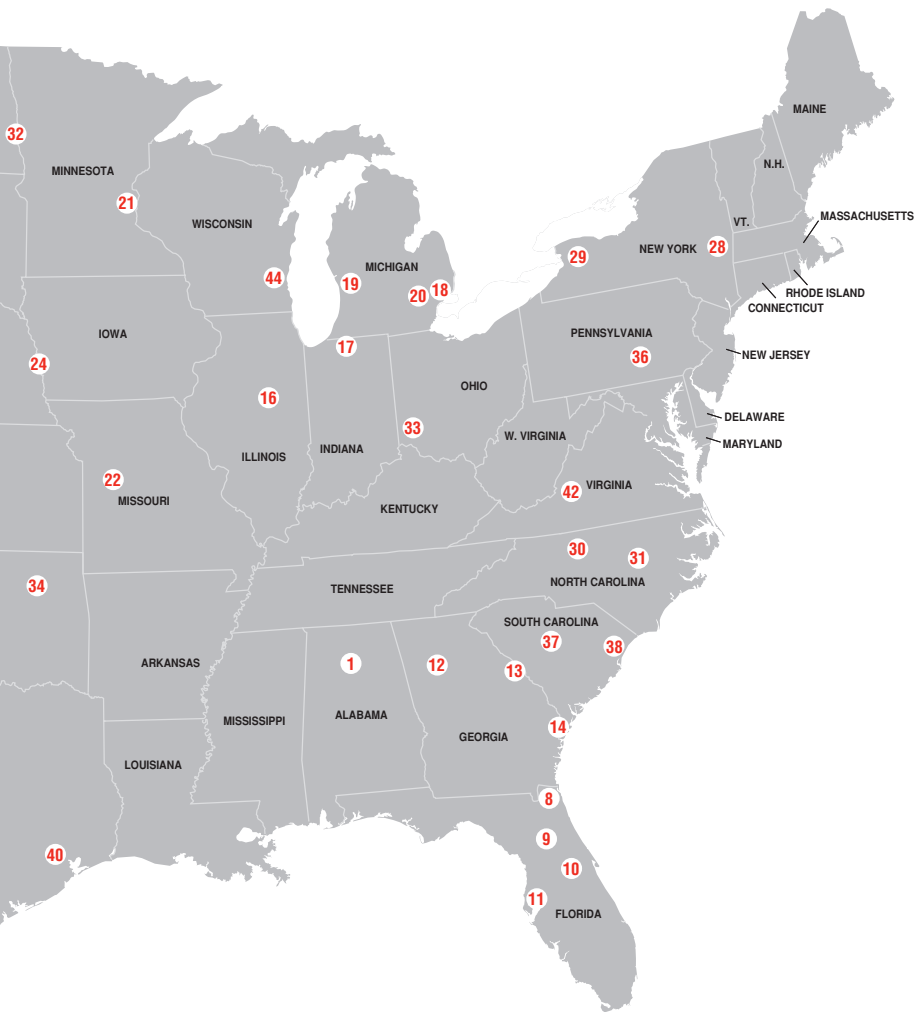 MAINE
32
N.H.
MINNESOTA
21
MASSACHUSETTS
VT.
WISCONSIN
28
NEW YORK
29
MICHIGAN
44
19
20
18
RHODE ISLAND
CONNECTICUT
IOWA
PENNSYLVANIA
17
NEW JERSEY
36
24
OHIO
16
DELAWARE
33
W. VIRGINIA
MARYLAND
INDIANA
ILLINOIS
22
42
VIRGINIA
MISSOURI
KENTUCKY
30
31
NORTH CAROLINA
34
TENNESSEE
SOUTH CAROLINA
37
38
ARKANSAS
1
12
13
ALABAMA
MISSISSIPPI
14
GEORGIA
LOUISIANA
8
9
40
10
11
FLORIDA